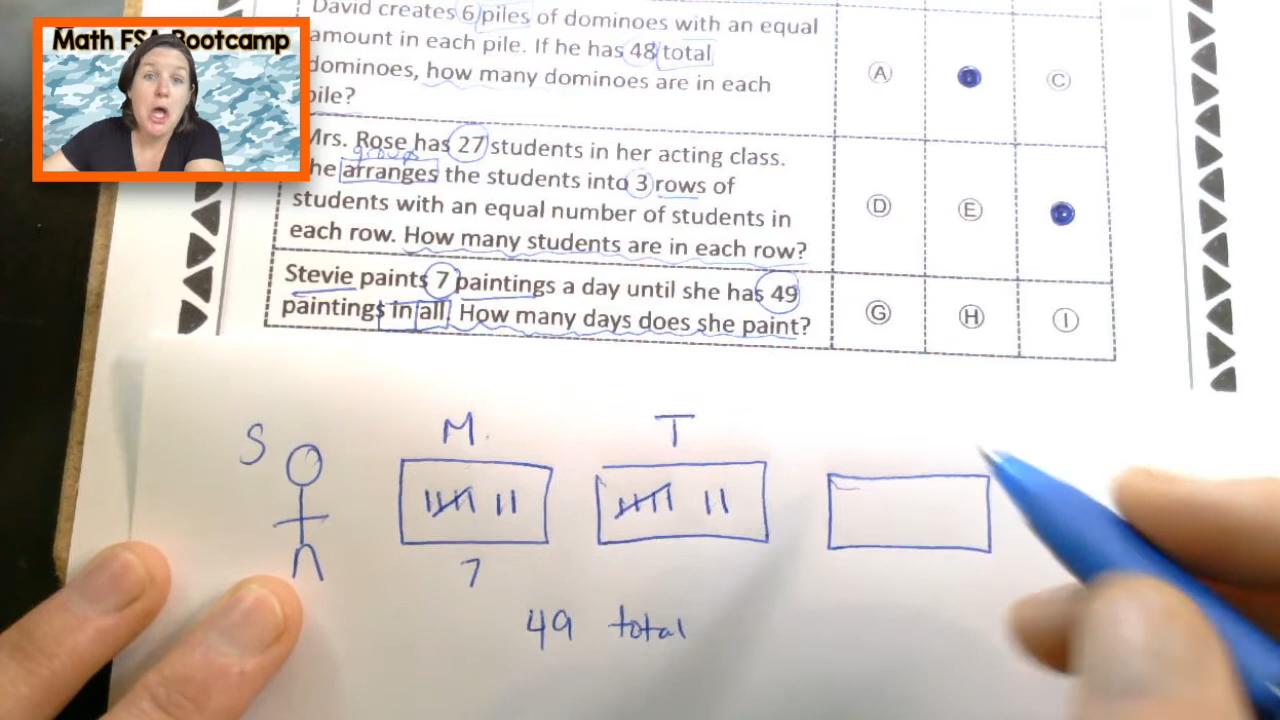 Math FSA Bootcamp
David creates 6 piles of dominoes with an equal
amount in each pile. If he has 48 total
dominoes, how many dominoes are in each
pile?
A C
Mrs. Rose has 27 students in her acting class.
groups
he arranges the students into 3 rows of
students with an equal number of students in
each row. How many students are in each row?
D E
Stevie paints 7 paintings a day until she has 49
paintings in all. How many days does she paint?
G H I
S M T
7
49 total